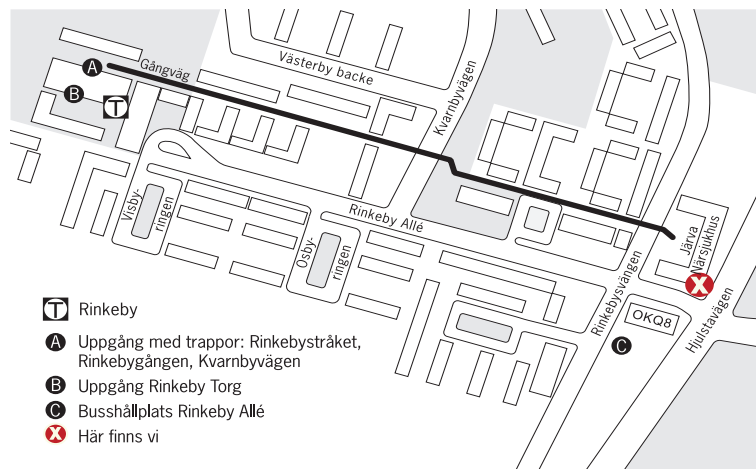 A
Gångväg
Västerby backe
Kvarnbyvägen
B
T
Visby-
ringen
Rinkeby Allé
Osby-
ringen
Järva
Närsjukhus
X
Rinkebysvängen
OKQ8
Hjulstavägen
C
T Rinkeby
A Uppgång med trappor: Rinkebystråket,
Rinkebygången, Kvarnbyvägen
B Uppgång Rinkeby Torg
C Busshållplats Rinkeby Allé
X Här finns vi